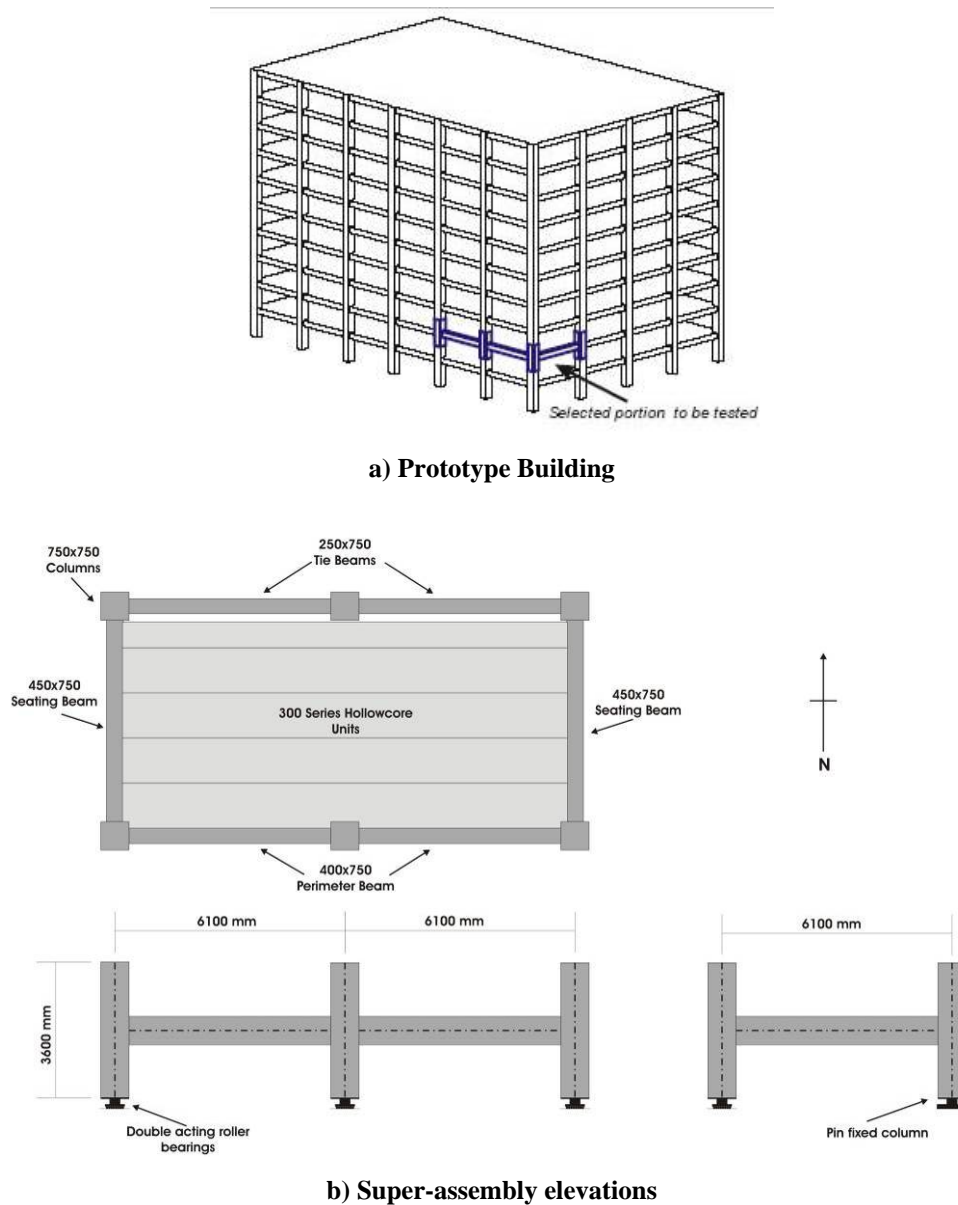 Selected portion to be tested
a) Prototype Building
750x750
Columns
250x750
Tie Beams
450x750
Seating Beam
300 Series Hollowcore
Units
450x750
Seating Beam
N
400x750
Perimeter Beam
6100 mm
6100 mm
6100 mm
3600 mm
Double acting roller
bearings
Pin fixed column
b) Super-assembly elevations